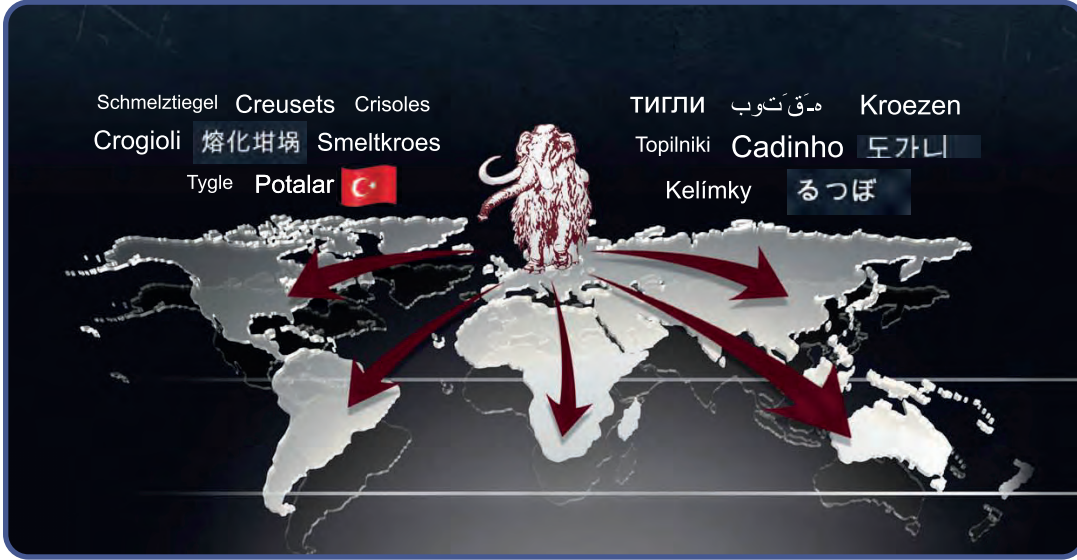 Schmelztiegel Creusets Crisoles
Crogioli 熔化坩埚 Smeltkroes
Tygle Potalar
тигли Kroezen
Topilniki Cadinho 도가니
Kelímky るつぼ